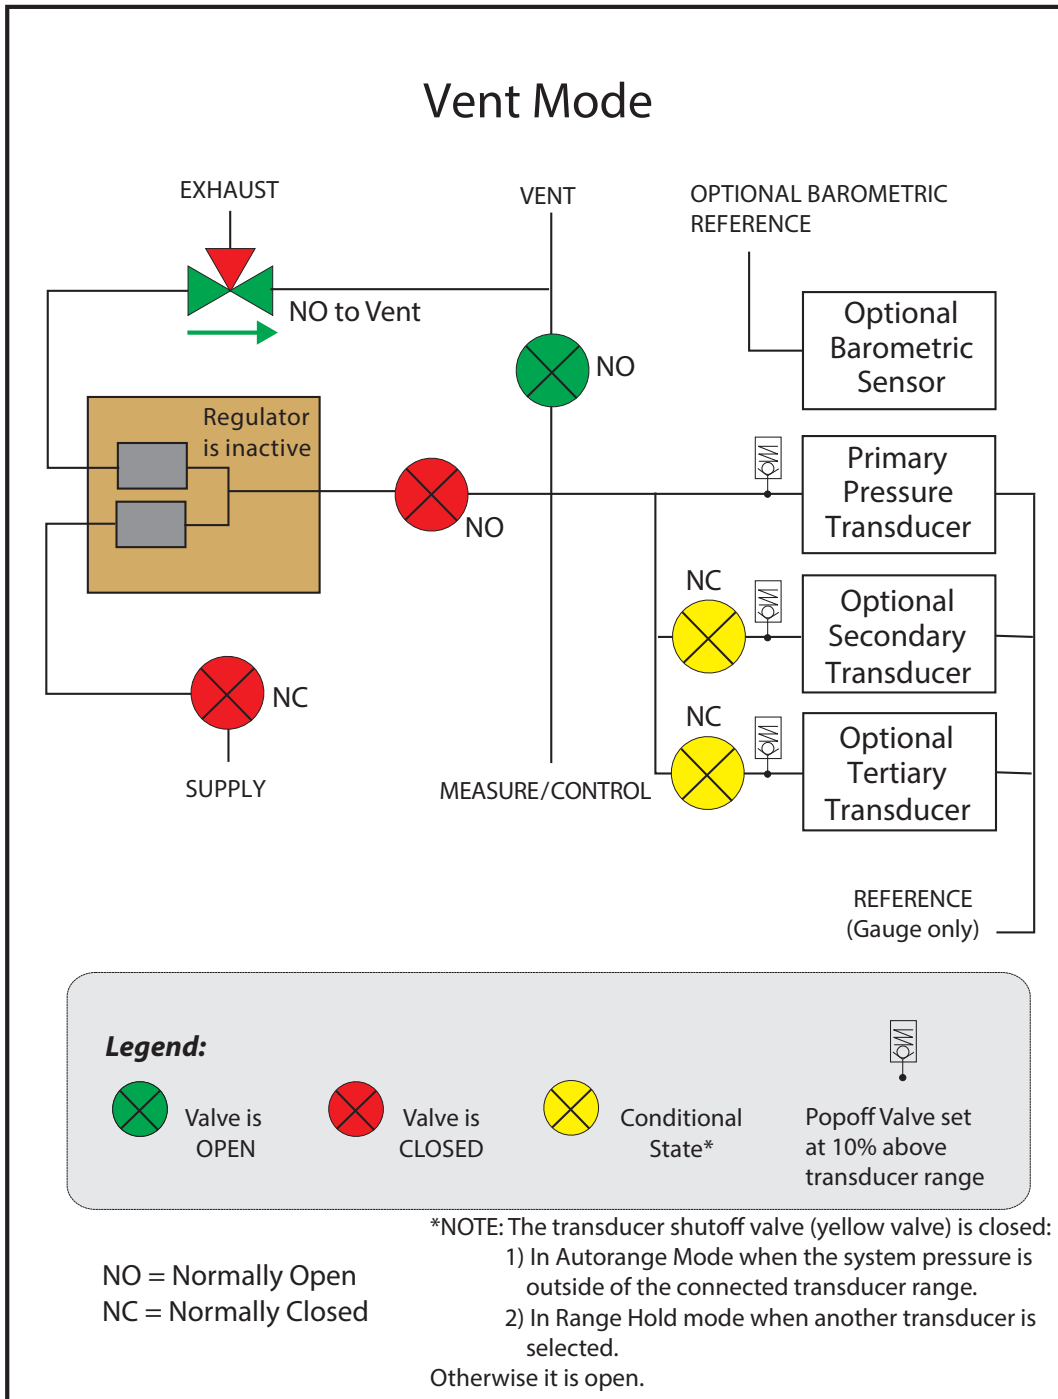 Vent Mode
EXHAUST
VENT
OPTIONAL BAROMETRIC
REFERENCE
NO to Vent
NO
Optional
Barometric
Sensor
Regulator
is inactive
NO
Primary
Pressure
Transducer
NC
Optional
Secondary
Transducer
NC
SUPPLY
MEASURE/CONTROL
NC
Optional
Tertiary
Transducer
REFERENCE
(Gauge only)
Legend:
Valve is
OPEN
Valve is
CLOSED
Conditional
State*
Popoff Valve set
at 10% above
transducer range
NO = Normally Open
NC = Normally Closed
*NOTE: The transducer shutoff valve (yellow valve) is closed:
1) In Autorange Mode when the system pressure is
outside of the connected transducer range.
2) In Range Hold mode when another transducer is
selected.
Otherwise it is open.